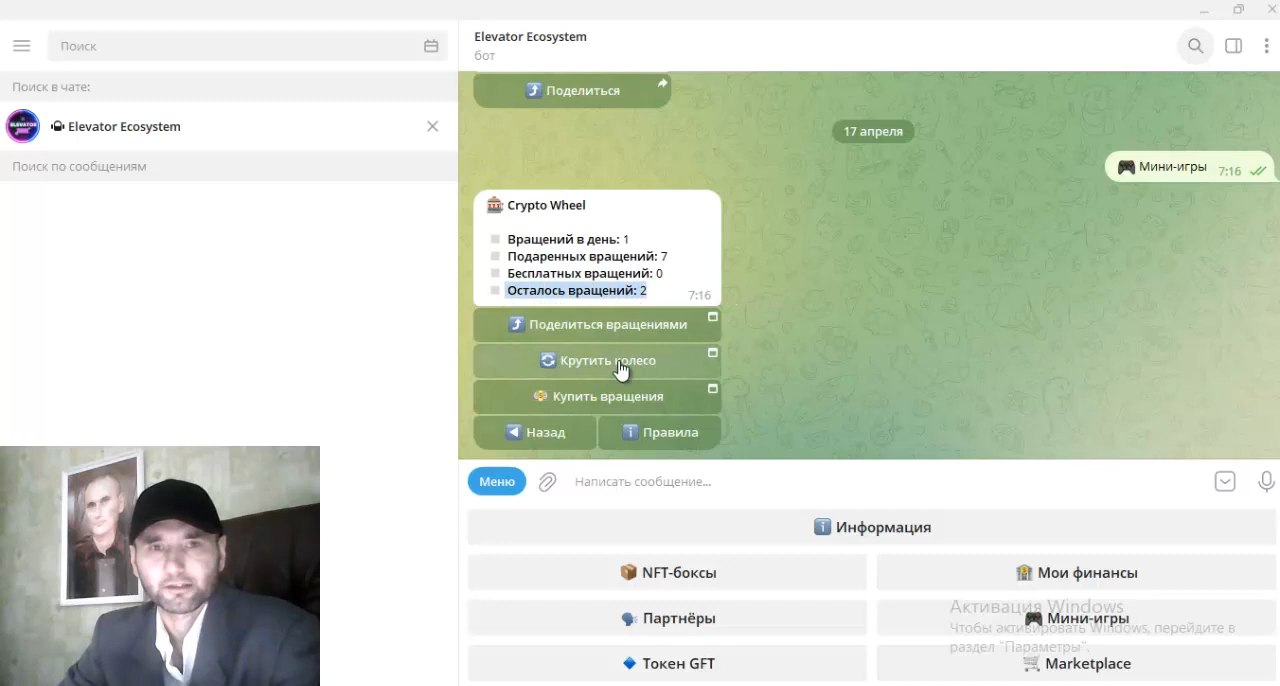 Поиск
Поиск в чате:
Elevator Ecosystem
Поиск по сообщениям
Elevator Ecosystem
бот
Поделиться
17 апреля
Мини-игры 7:16
Crypto Wheel
Вращений в день: 1
Подаренных вращений: 7
Бесплатных вращений: 0
Осталось вращений: 2
7:16
Поделиться вращениями
Крутить колесо
Купить вращения
Назад
Правила
Меню
Написать сообщение...
Информация
NFT-боксы
Мои финансы
Партнёры
Мини-игры
Токен GFT
Marketplace
Активация Windows
Чтобы активировать Windows, перейдите в
раздел "Параметры".